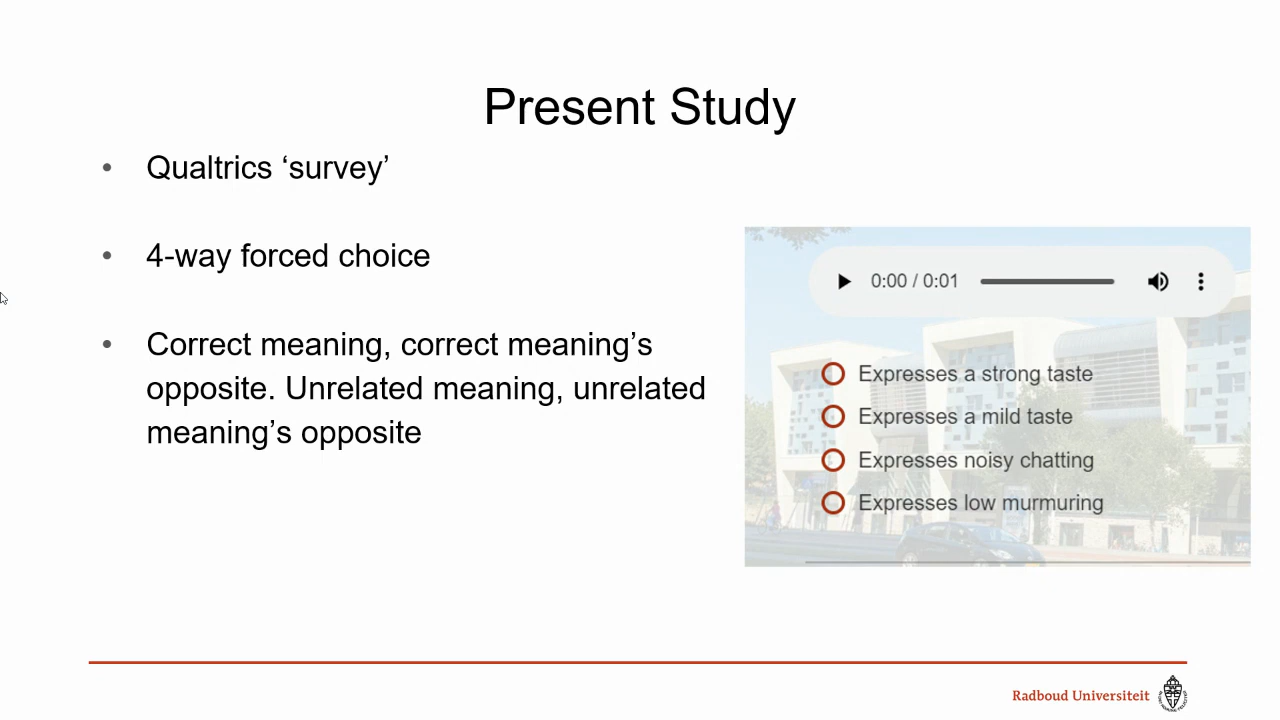 Present Study
• Qualtrics ‘survey’
• 4-way forced choice
• Correct meaning, correct meaning’s
opposite. Unrelated meaning, unrelated
meaning’s opposite
0:00 / 0:01
Expresses a strong taste
Expresses a mild taste
Expresses noisy chatting
Expresses low murmuring
Radboud Universiteit